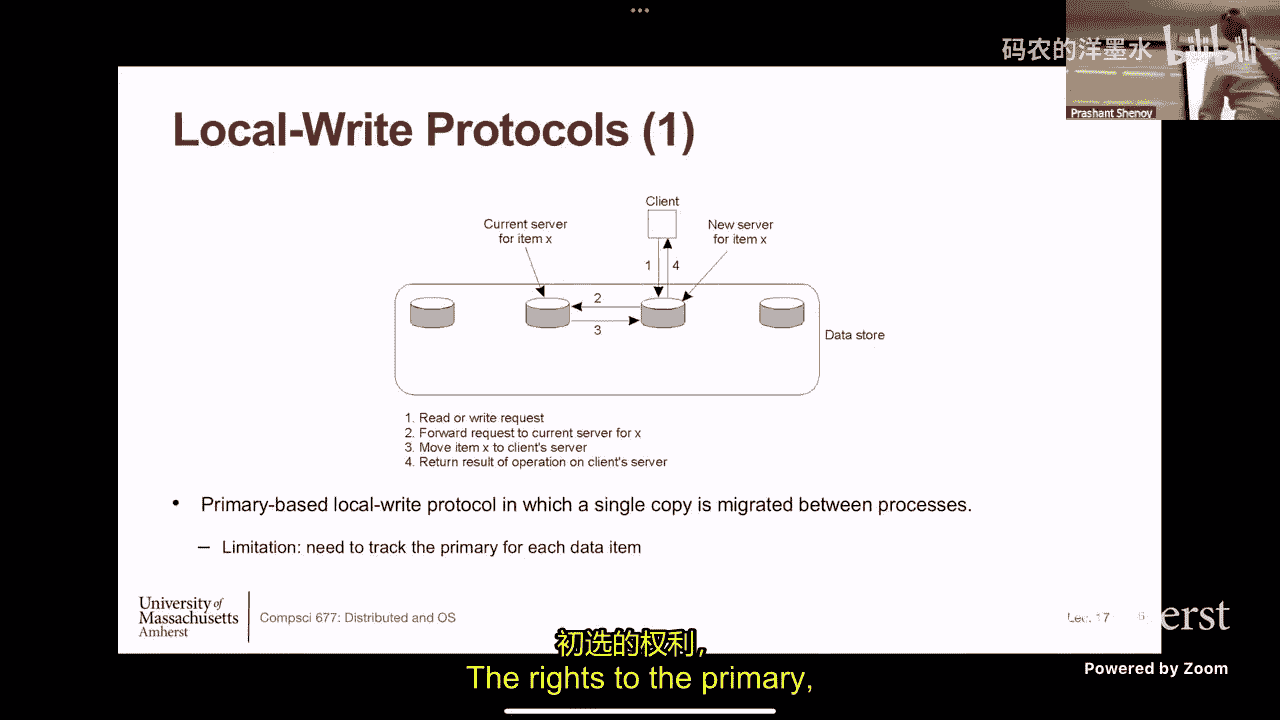 码农的洋墨水 bilibili
Prashant Shenoy
Local-Write Protocols (1)
Client
Current server
for item x
New server
for item x
1
4
2
3
Data store
1. Read or write request
2. Forward request to current server for x
3. Move item x to client's server
4. Return result of operation on client's server
• Primary-based local-write protocol in which a single copy is migrated between processes.
– Limitation: need to track the primary for each data item
University of
Massachusetts
Amherst
Compsci 677: Distributed and OS
Lec. 17
6
erst
初选的权利,
The rights to the primary,
Powered by Zoom